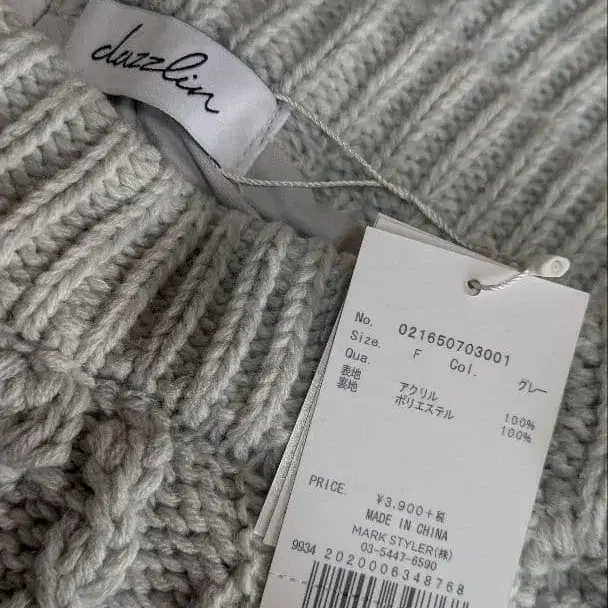 dazzlin
No. 021650703001
Size. F Col. グレー
Qua.
表地 アクリル 100%
裏地 ポリエステル 100%
PRICE. ¥3,900+税
MADE IN CHINA
MARK STYLER(株)
03-5447-6590
9934 2020006348768